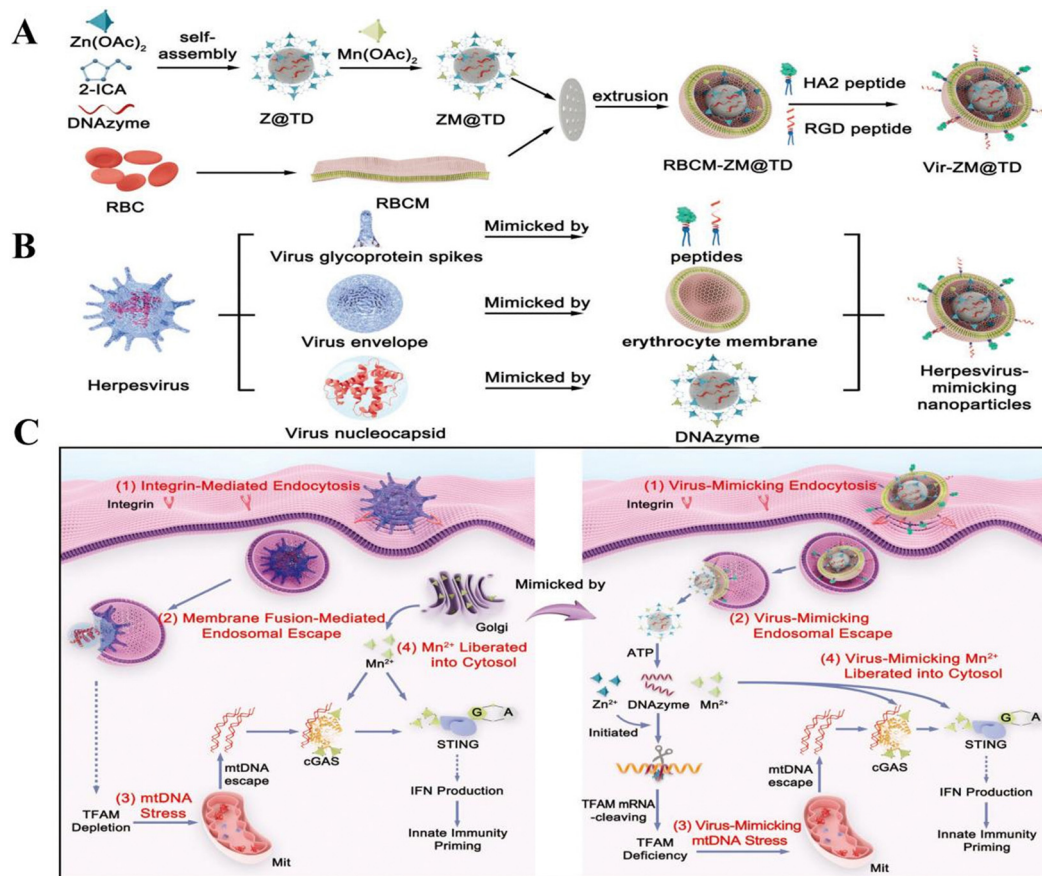 A
Zn(OAc)2
2-ICA
DNAzyme
self-
assembly
Z@TD
Mn(OAc)2
ZM@TD
RBC
RBCM
extrusion
RBCM-ZM@TD
HA2 peptide
RGD peptide
Vir-ZM@TD
B
Herpesvirus
Virus glycoprotein spikes
Mimicked by
peptides
Virus envelope
Mimicked by
erythrocyte membrane
Virus nucleocapsid
Mimicked by
DNAzyme
Herpesvirus-
mimicking
nanoparticles
C
(1) Integrin-Mediated Endocytosis
Integrin
(2) Membrane Fusion-Mediated
Endosomal Escape
Golgi
Mn2+
(4) Mn2+ Liberated
into Cytosol
G
A
STING
cGAS
mtDNA
escape
IFN Production
Innate Immunity
Priming
(3) mtDNA
Stress
TFAM
Depletion
Mit
Mimicked by
(1) Virus-Mimicking Endocytosis
Integrin
(2) Virus-Mimicking
Endosomal Escape
ATP
Zn2+
DNAzyme
Mn2+
Initiated
(4) Virus-Mimicking Mn2+
Liberated into Cytosol
G
A
STING
cGAS
mtDNA
escape
IFN Production
Innate Immunity
Priming
TFAM mRNA
-cleaving
(3) Virus-Mimicking
mtDNA Stress
TFAM
Deficiency
Mit